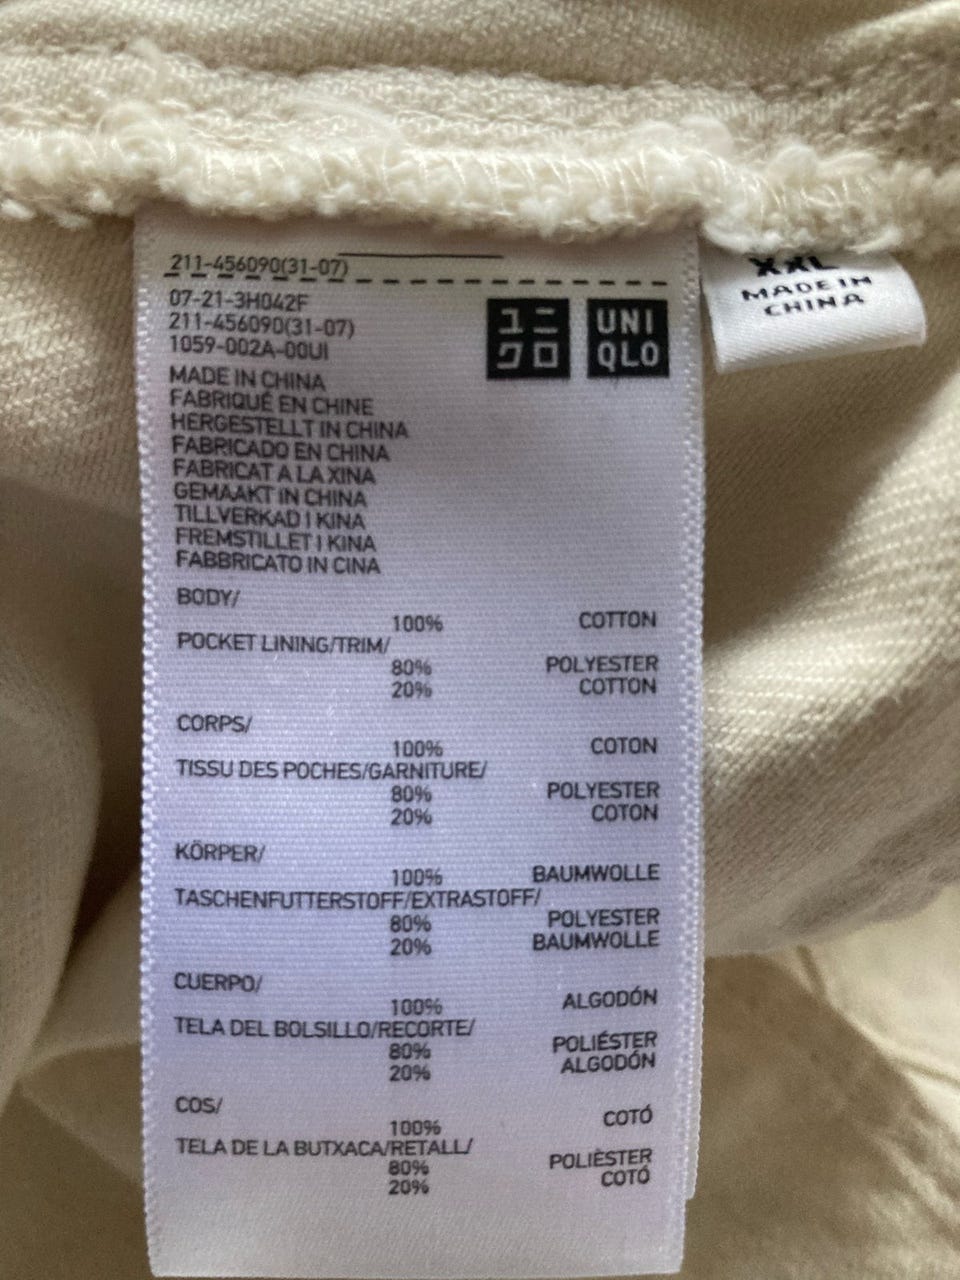 211-456090(31-07)
07-21-3H042F
211-456090(31-07)
1059-002A-00UI
ユニ
クロ
UNI
QLO
XXL
MADE IN
CHINA
MADE IN CHINA
FABRIQUÉ EN CHINE
HERGESTELLT IN CHINA
FABRICADO EN CHINA
FABRICAT A LA XINA
GEMAAKT IN CHINA
TILLVERKAD I KINA
FREMSTILLET I KINA
FABBRICATO IN CINA
BODY/
100% COTTON
POCKET LINING/TRIM/
80% POLYESTER
20% COTTON
CORPS/
100% COTON
TISSU DES POCHES/GARNITURE/
80% POLYESTER
20% COTON
KÖRPER/
100% BAUMWOLLE
TASCHENFUTTERSTOFF/EXTRASTOFF/
80% POLYESTER
20% BAUMWOLLE
CUERPO/
100% ALGODÓN
TELA DEL BOLSILLO/RECORTE/
80% POLIÉSTER
20% ALGODÓN
COS/
100% COTÓ
TELA DE LA BUTXACA/RETALL/
80% POLIÈSTER
20% COTÓ